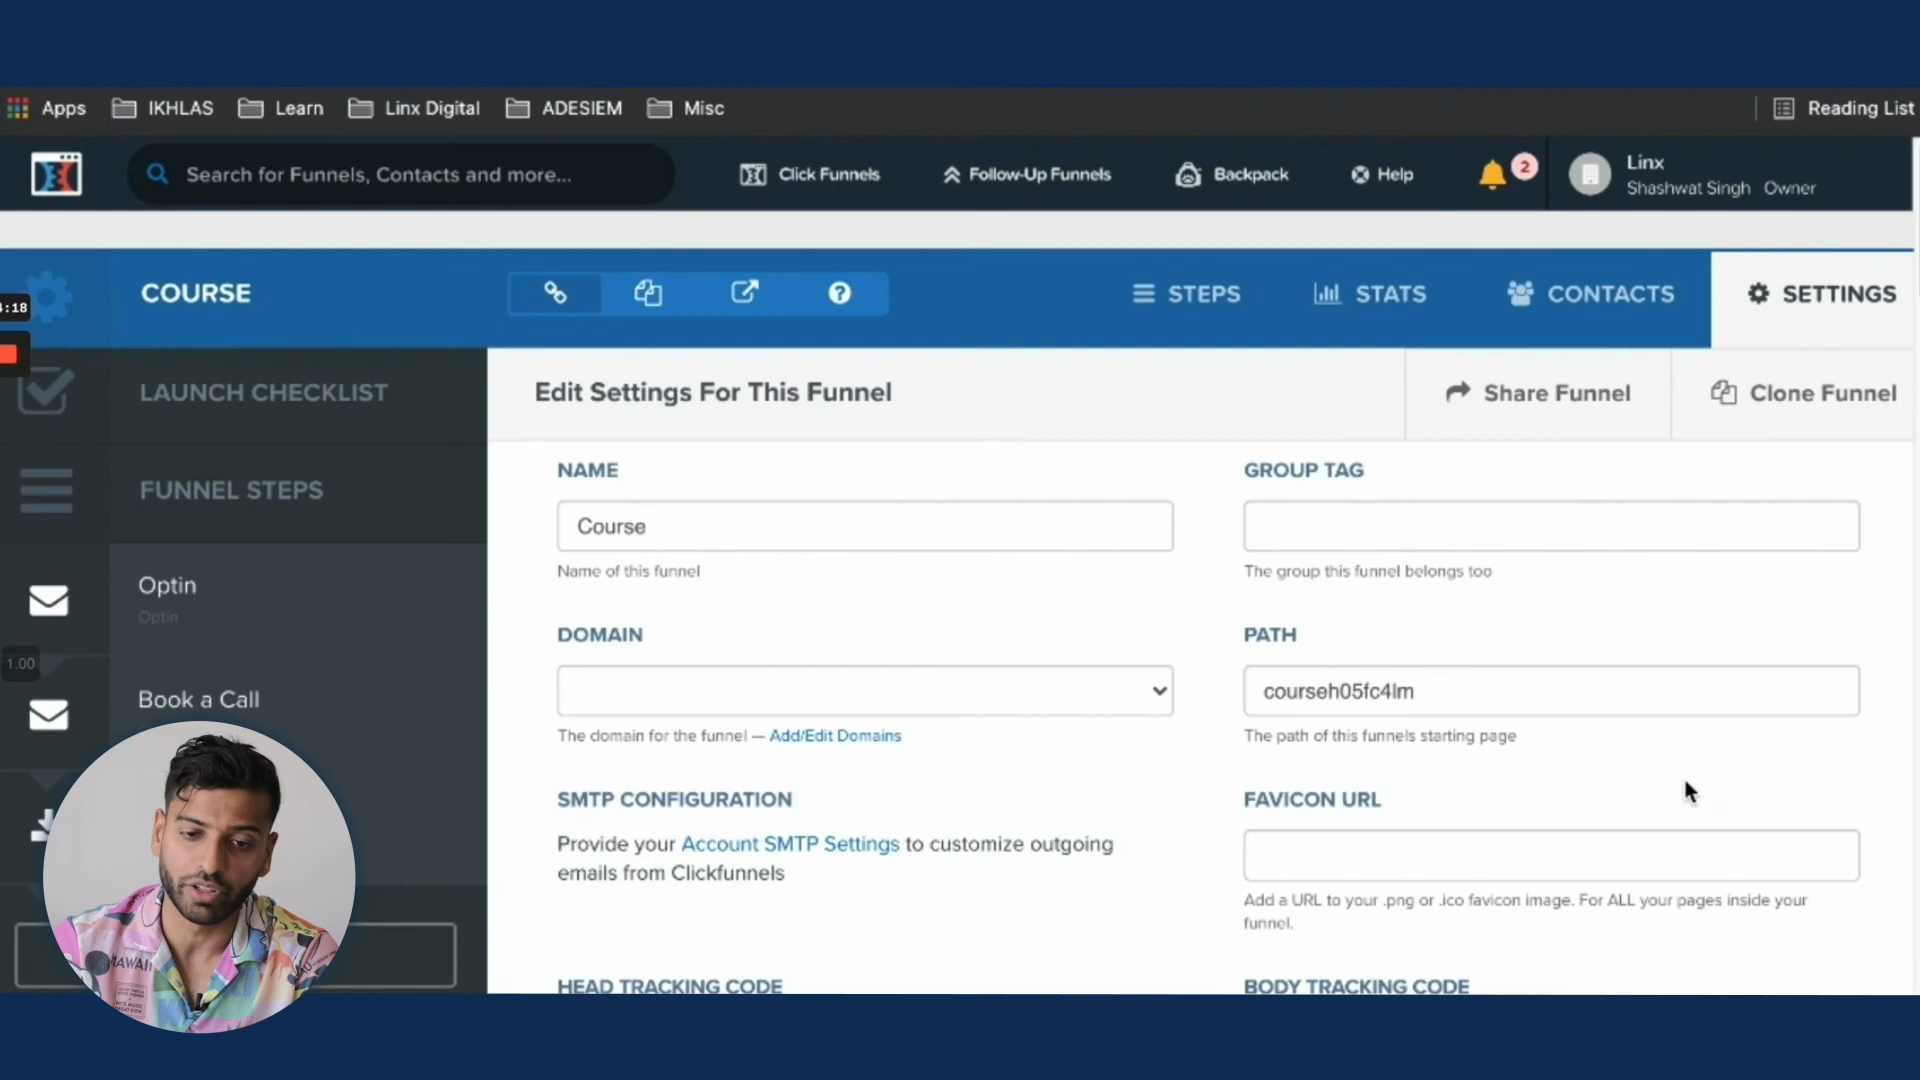 Apps IKHLAS Learn Linx Digital ADESIEM Misc Reading List
Search for Funnels, Contacts and more... Click Funnels Follow-Up Funnels Backpack Help 2 Linx
Shashwat Singh Owner
COURSE STEPS STATS CONTACTS SETTINGS
:18
LAUNCH CHECKLIST
Edit Settings For This Funnel Share Funnel Clone Funnel
FUNNEL STEPS
Optin
Optin
1.00
Book a Call
NAME GROUP TAG
Course
Name of this funnel The group this funnel belongs too
DOMAIN PATH
courseh05fc4lm
The domain for the funnel — Add/Edit Domains The path of this funnels starting page
SMTP CONFIGURATION FAVICON URL
Provide your Account SMTP Settings to customize outgoing
emails from Clickfunnels
Add a URL to your .png or .ico favicon image. For ALL your pages inside your
funnel.
HEAD TRACKING CODE BODY TRACKING CODE
HAWAII